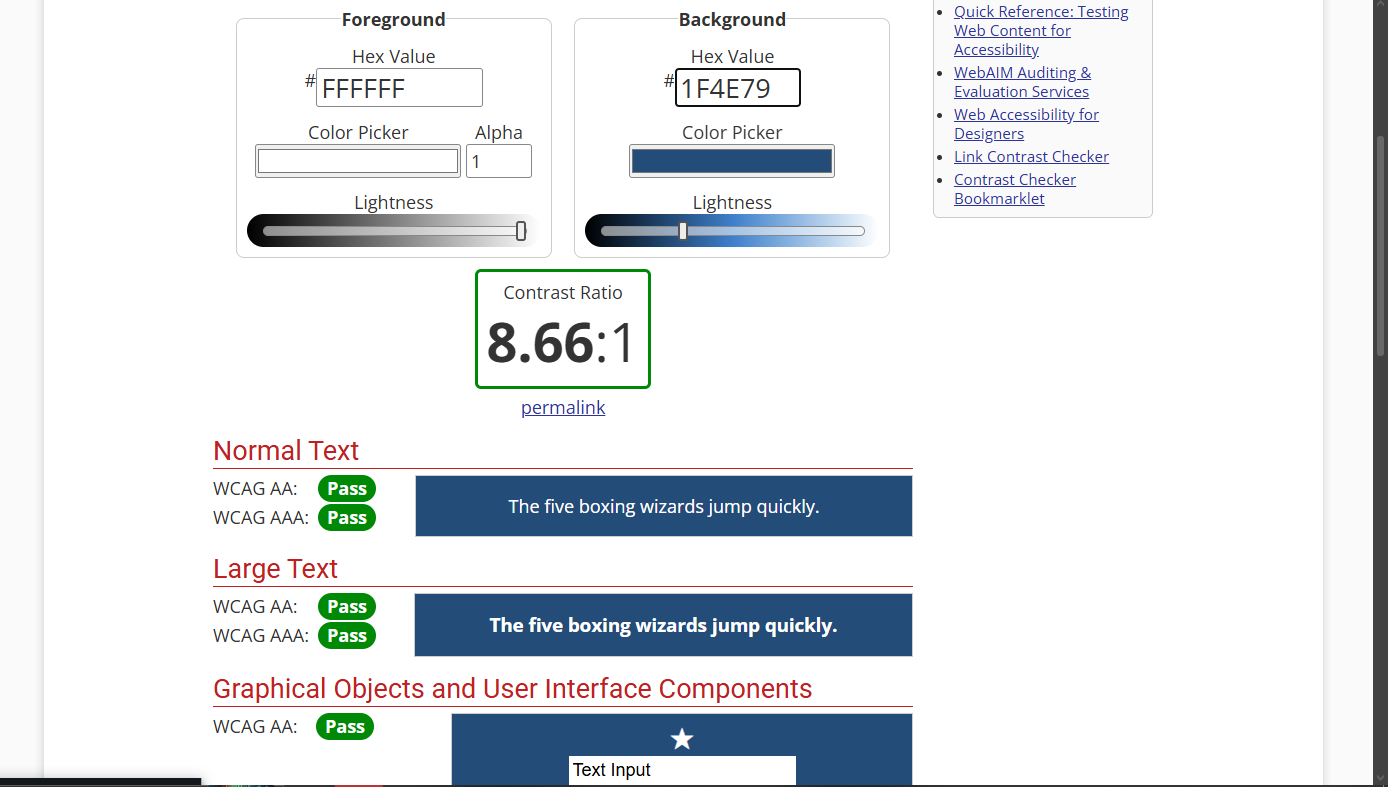 Foreground
Hex Value
#FFFFFF
Color Picker Alpha
1
Lightness
Background
Hex Value
#1F4E79
Color Picker
Lightness
Contrast Ratio
8.66:1
permalink
Normal Text
WCAG AA: Pass
WCAG AAA: Pass
The five boxing wizards jump quickly.
Large Text
WCAG AA: Pass
WCAG AAA: Pass
The five boxing wizards jump quickly.
Graphical Objects and User Interface Components
WCAG AA: Pass
Text Input
Quick Reference: Testing
Web Content for
Accessibility
WebAIM Auditing &
Evaluation Services
Web Accessibility for
Designers
Link Contrast Checker
Contrast Checker
Bookmarklet